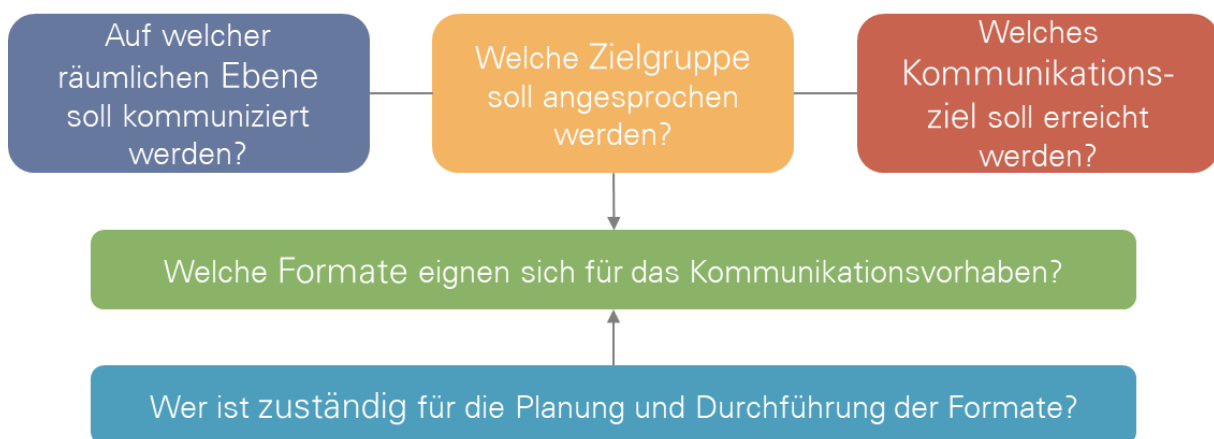 Auf welcher
räumlichen Ebene
soll kommuniziert
werden?
Welche Zielgruppe
soll angesprochen
werden?
Welches
Kommunikations-
ziel soll erreicht
werden?
Welche Formate eignen sich für das Kommunikationsvorhaben?
Wer ist zuständig für die Planung und Durchführung der Formate?